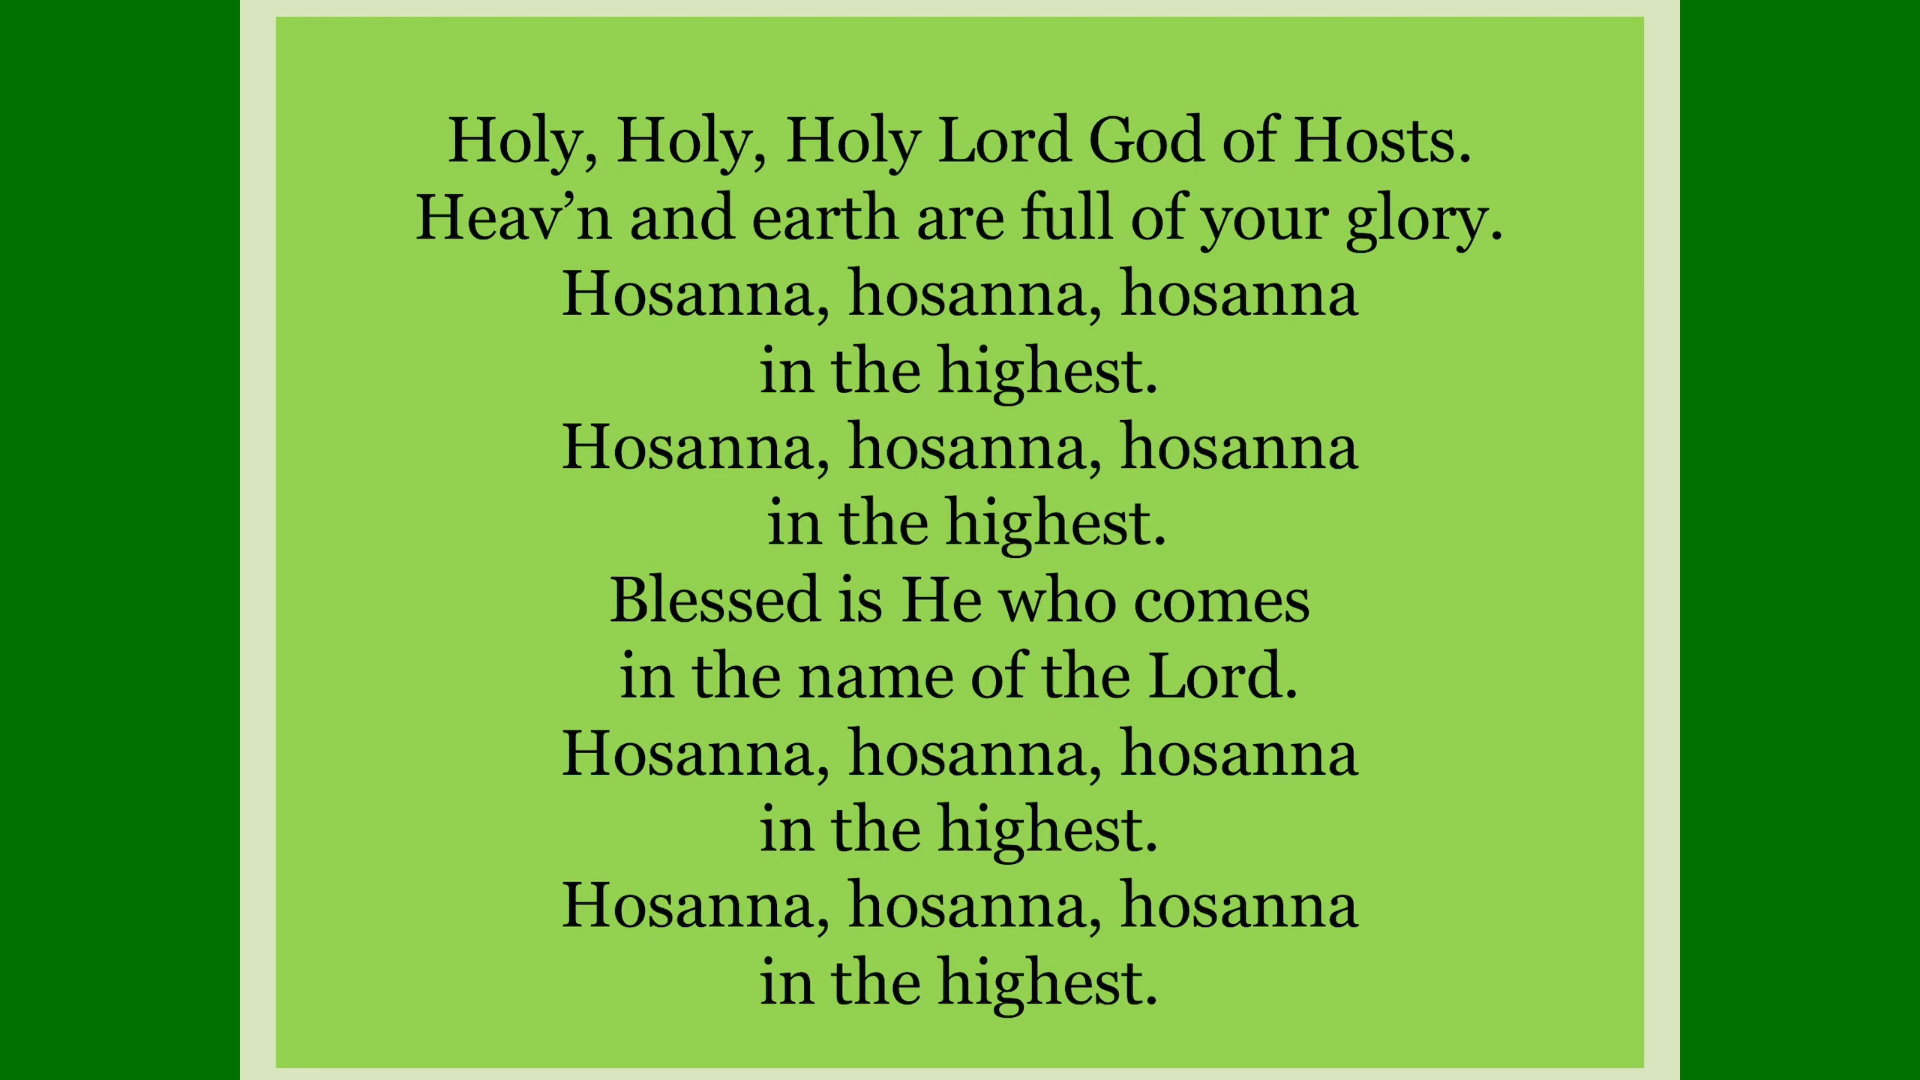 Holy, Holy, Holy Lord God of Hosts.
Heav’n and earth are full of your glory.
Hosanna, hosanna, hosanna
in the highest.
Hosanna, hosanna, hosanna
in the highest.
Blessed is He who comes
in the name of the Lord.
Hosanna, hosanna, hosanna
in the highest.
Hosanna, hosanna, hosanna
in the highest.